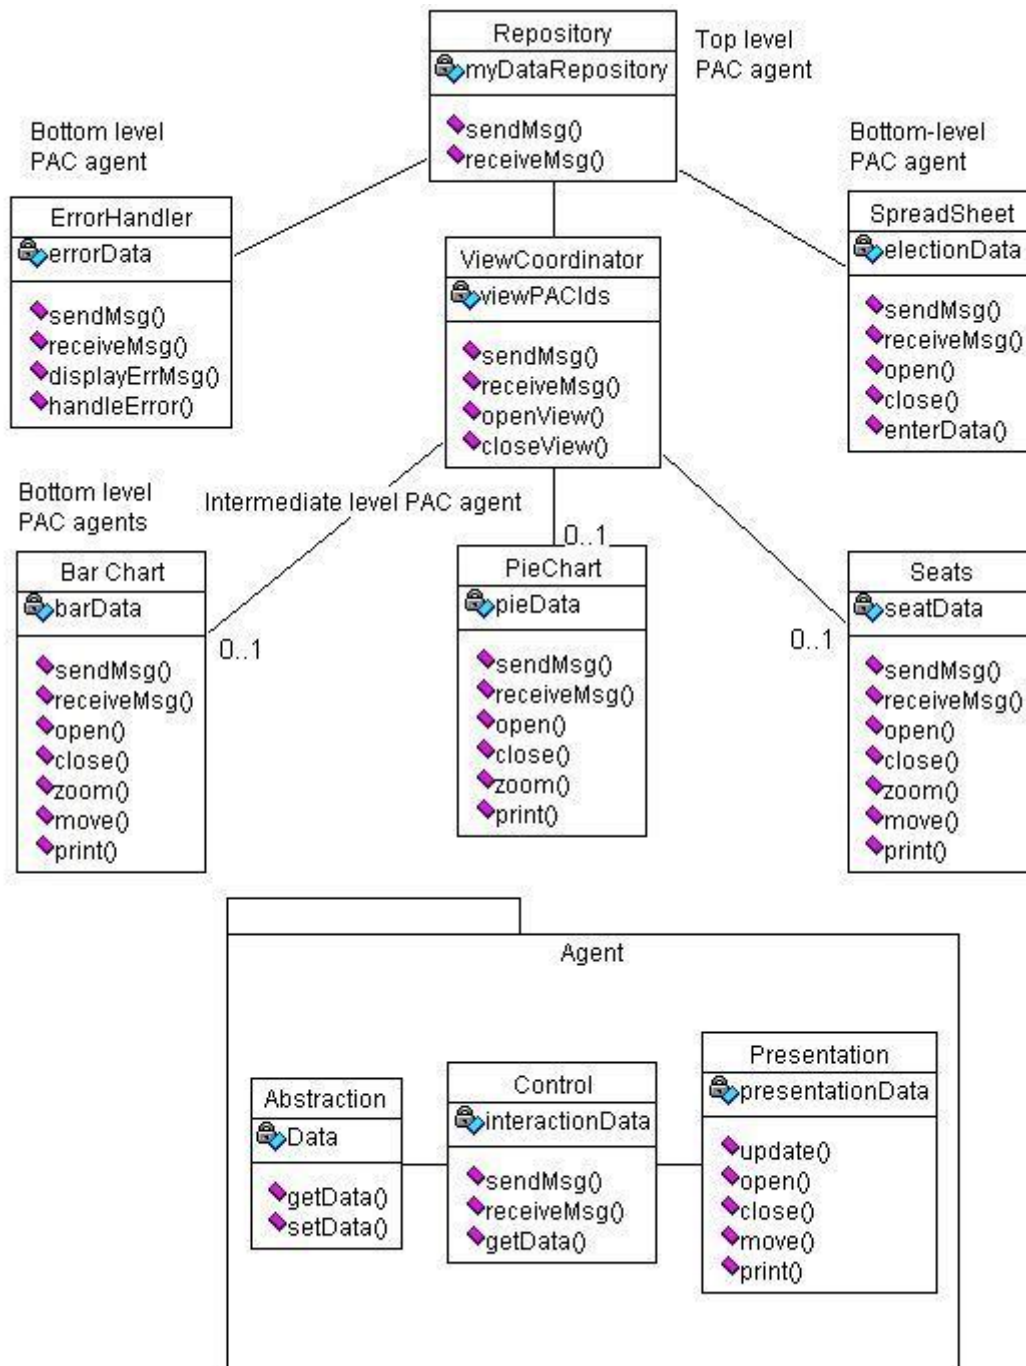 Repository
myDataRepository
sendMsg()
receiveMsg()
Top level
PAC agent
Bottom level
PAC agent
Bottom-level
PAC agent
ErrorHandler
errorData
sendMsg()
receiveMsg()
displayErrMsg()
handleError()
ViewCoordinator
viewPACIds
sendMsg()
receiveMsg()
openView()
closeView()
SpreadSheet
electionData
sendMsg()
receiveMsg()
open()
close()
enterData()
Bottom level
PAC agents
Intermediate level PAC agent
Bar Chart
barData
sendMsg()
receiveMsg()
open()
close()
zoom()
move()
print()
0..1
0..1
PieChart
pieData
sendMsg()
receiveMsg()
open()
close()
zoom()
print()
0..1
Seats
seatData
sendMsg()
receiveMsg()
open()
close()
zoom()
move()
print()
Agent
Abstraction
Data
getData()
setData()
Control
interactionData
sendMsg()
receiveMsg()
getData()
Presentation
presentationData
update()
open()
close()
move()
print()